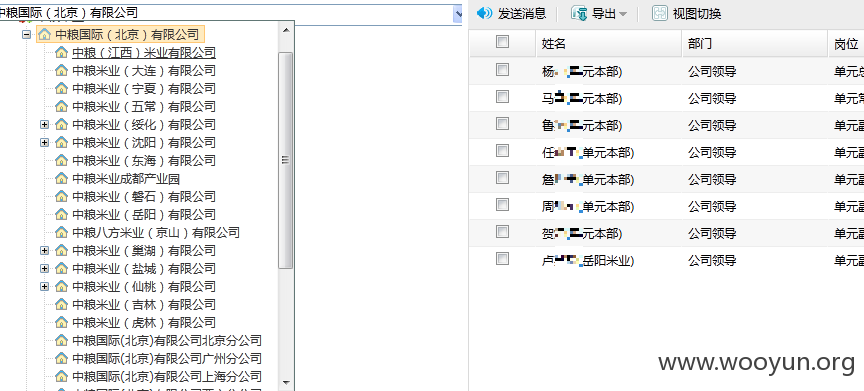 中粮国际（北京）有限公司
中粮国际（北京）有限公司
中粮（江西）米业有限公司
中粮米业（大连）有限公司
中粮米业（宁夏）有限公司
中粮米业（五常）有限公司
中粮米业（绥化）有限公司
中粮米业（沈阳）有限公司
中粮米业（东海）有限公司
中粮米业成都产业园
中粮米业（磐石）有限公司
中粮米业（岳阳）有限公司
中粮八方米业（京山）有限公司
中粮米业（巢湖）有限公司
中粮米业（盐城）有限公司
中粮米业（仙桃）有限公司
中粮米业（吉林）有限公司
中粮米业（虎林）有限公司
中粮国际(北京)有限公司北京分公司
中粮国际(北京)有限公司广州分公司
中粮国际(北京)有限公司上海分公司
发送消息 导出 视图切换
姓名 部门 岗位
杨 元本部) 公司领导 单元总
马 元本部) 公司领导 单元常
鲁 元本部) 公司领导 单元副
任 单元本部) 公司领导 单元副
詹 单元本部) 公司领导 单元副
周 单元本部) 公司领导 单元副
贺 元本部) 公司领导 单元副
卢 岳阳米业) 公司领导 单元副
www.wooyun.org